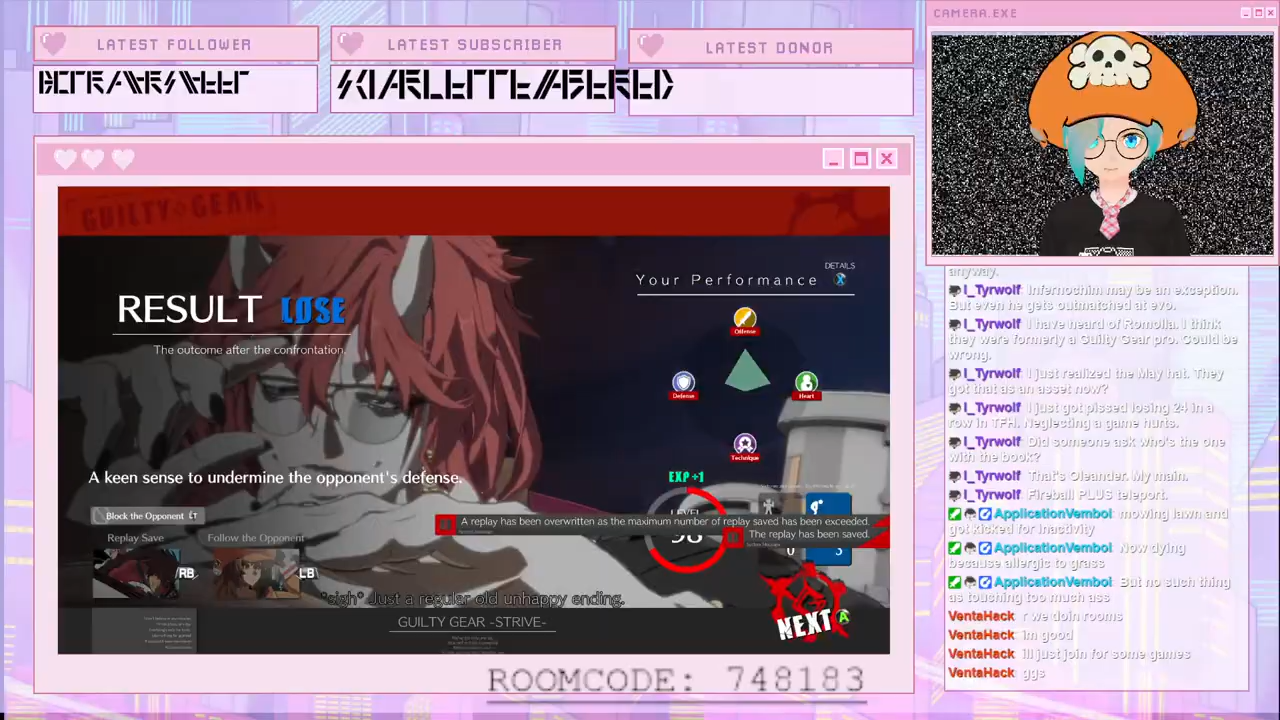 LATEST FOLLOWER
LATEST SUBSCRIBER
LATEST DONOR
CAMERA.EXE
GUILTY GEAR
RESULT LOSE
The outcome after the confrontation.
Your Performance
DETAILS
X
Offense
Defense
Heart
Technique
A keen sense to undermine the opponent's defense.
Block the Opponent LT
Replay Save
Follow the Opponent
RB
LB
EXP +1
LEVEL
98
A replay has been overwritten as the maximum number of replay saved has been exceeded.
The replay has been saved.
0
3
*sigh* Just a regular old unhappy ending.
NEXT A
GUILTY GEAR -STRIVE-
ROOMCODE: 748183
anyway.
I_Tyrwolf Infernochim may be an exception.
But even he gets outmatched at evo.
I_Tyrwolf I have heard of Romolla. I think
they were formerly a Guilty Gear pro. Could be
wrong.
I_Tyrwolf I just realized the May hat. They
got that as an asset now?
I_Tyrwolf I just got pissed losing 24 in a
row in TFH. Neglecting a game hurts.
I_Tyrwolf Did someone ask who's the one
with the book?
I_Tyrwolf That's Oleander. My main.
I_Tyrwolf Fireball PLUS teleport.
ApplicationVembol mowing lawn and
got kicked for inactivity
ApplicationVembol Now dying
because allergic to grass
ApplicationVembol But no such thing
as touching too much ass
VentaHack rooms
VentaHack im good
VentaHack ill just join for some games
VentaHack ggs